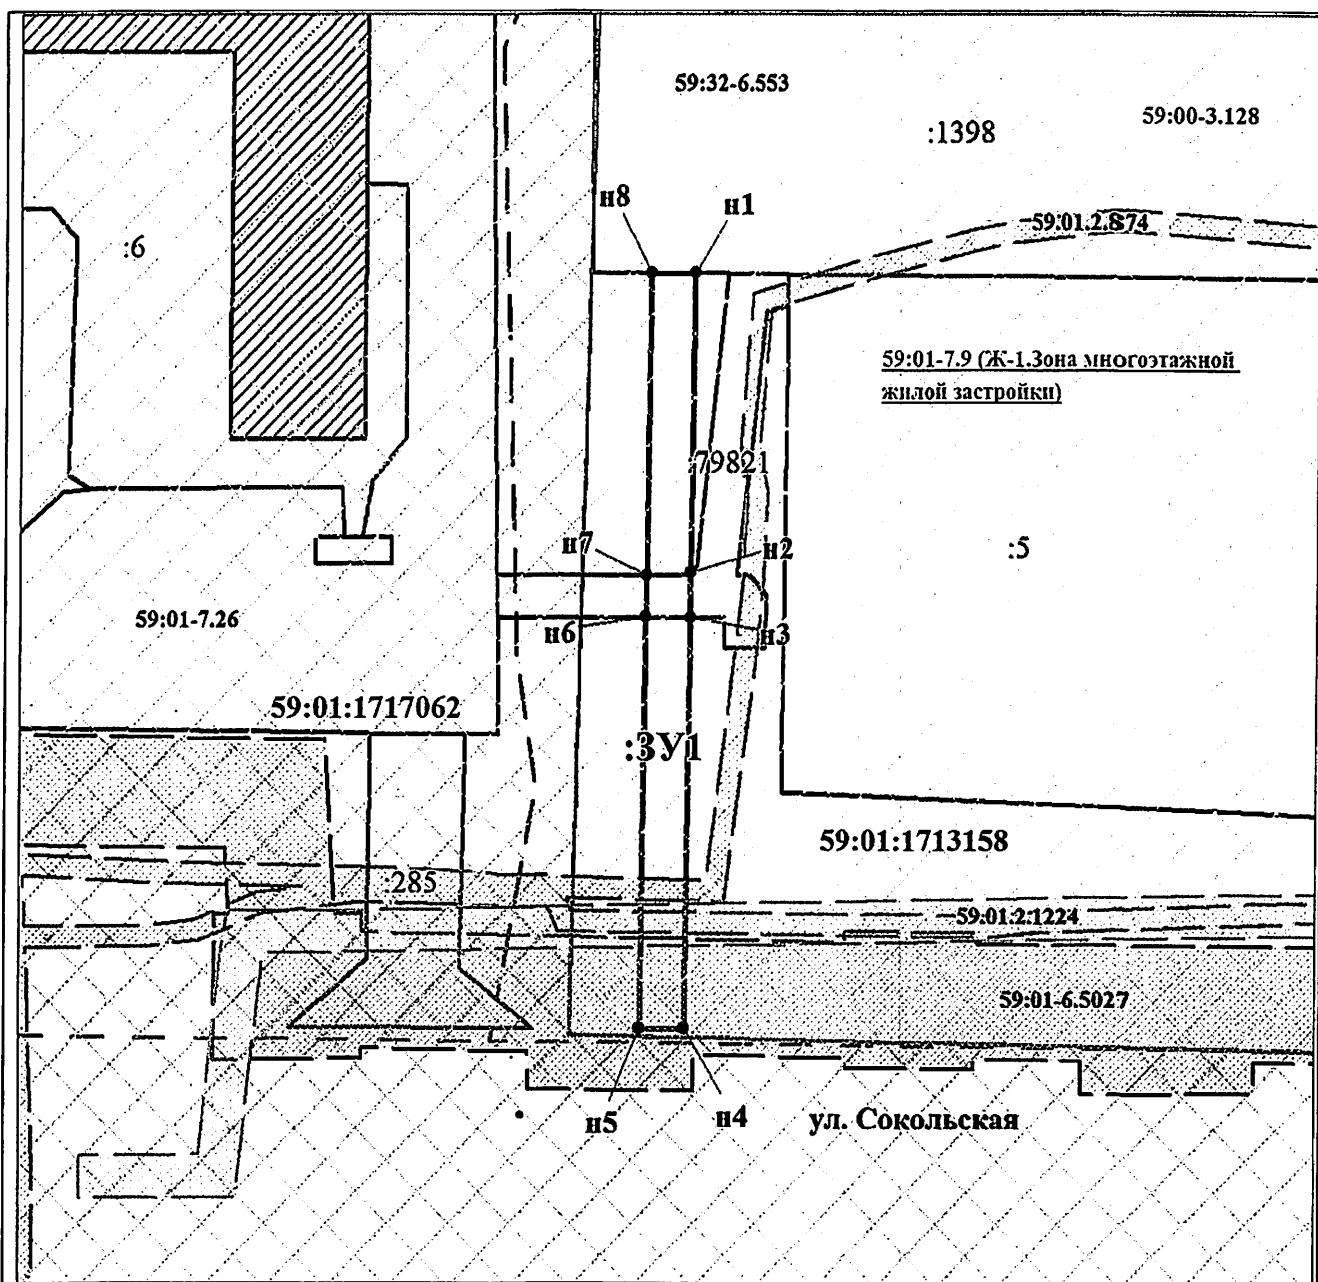 59:32-6.553
59:00-3.128
:1398
н8
н1
59.01.2.874
:6
59:01-7.9 (Ж-1.Зона многоэтажной
жилой застройки)
:79821
н7
н2
:5
59:01-7.26
н6
н3
59:01:1717062
:ЗУ1
59:01:1713158
:285
59.01.2.1224
59:01-6.5027
н5
н4
ул. Сокольская